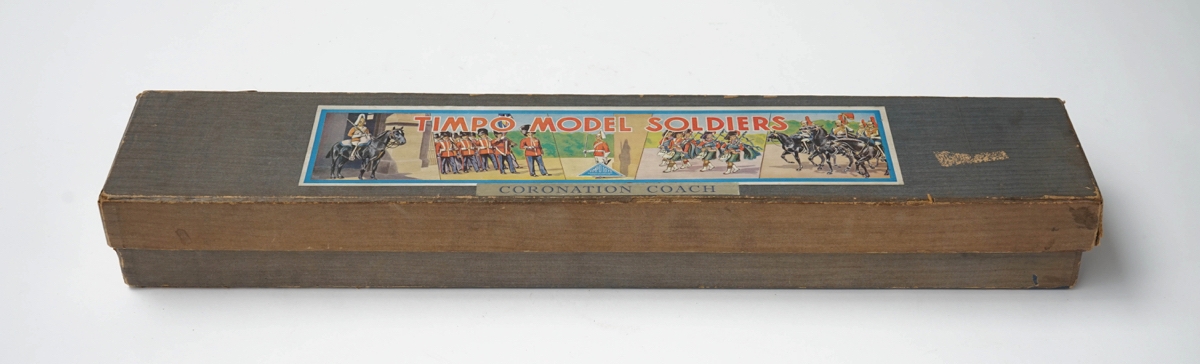 TIMPO MODEL SOLDIERS
CORONATION COACH